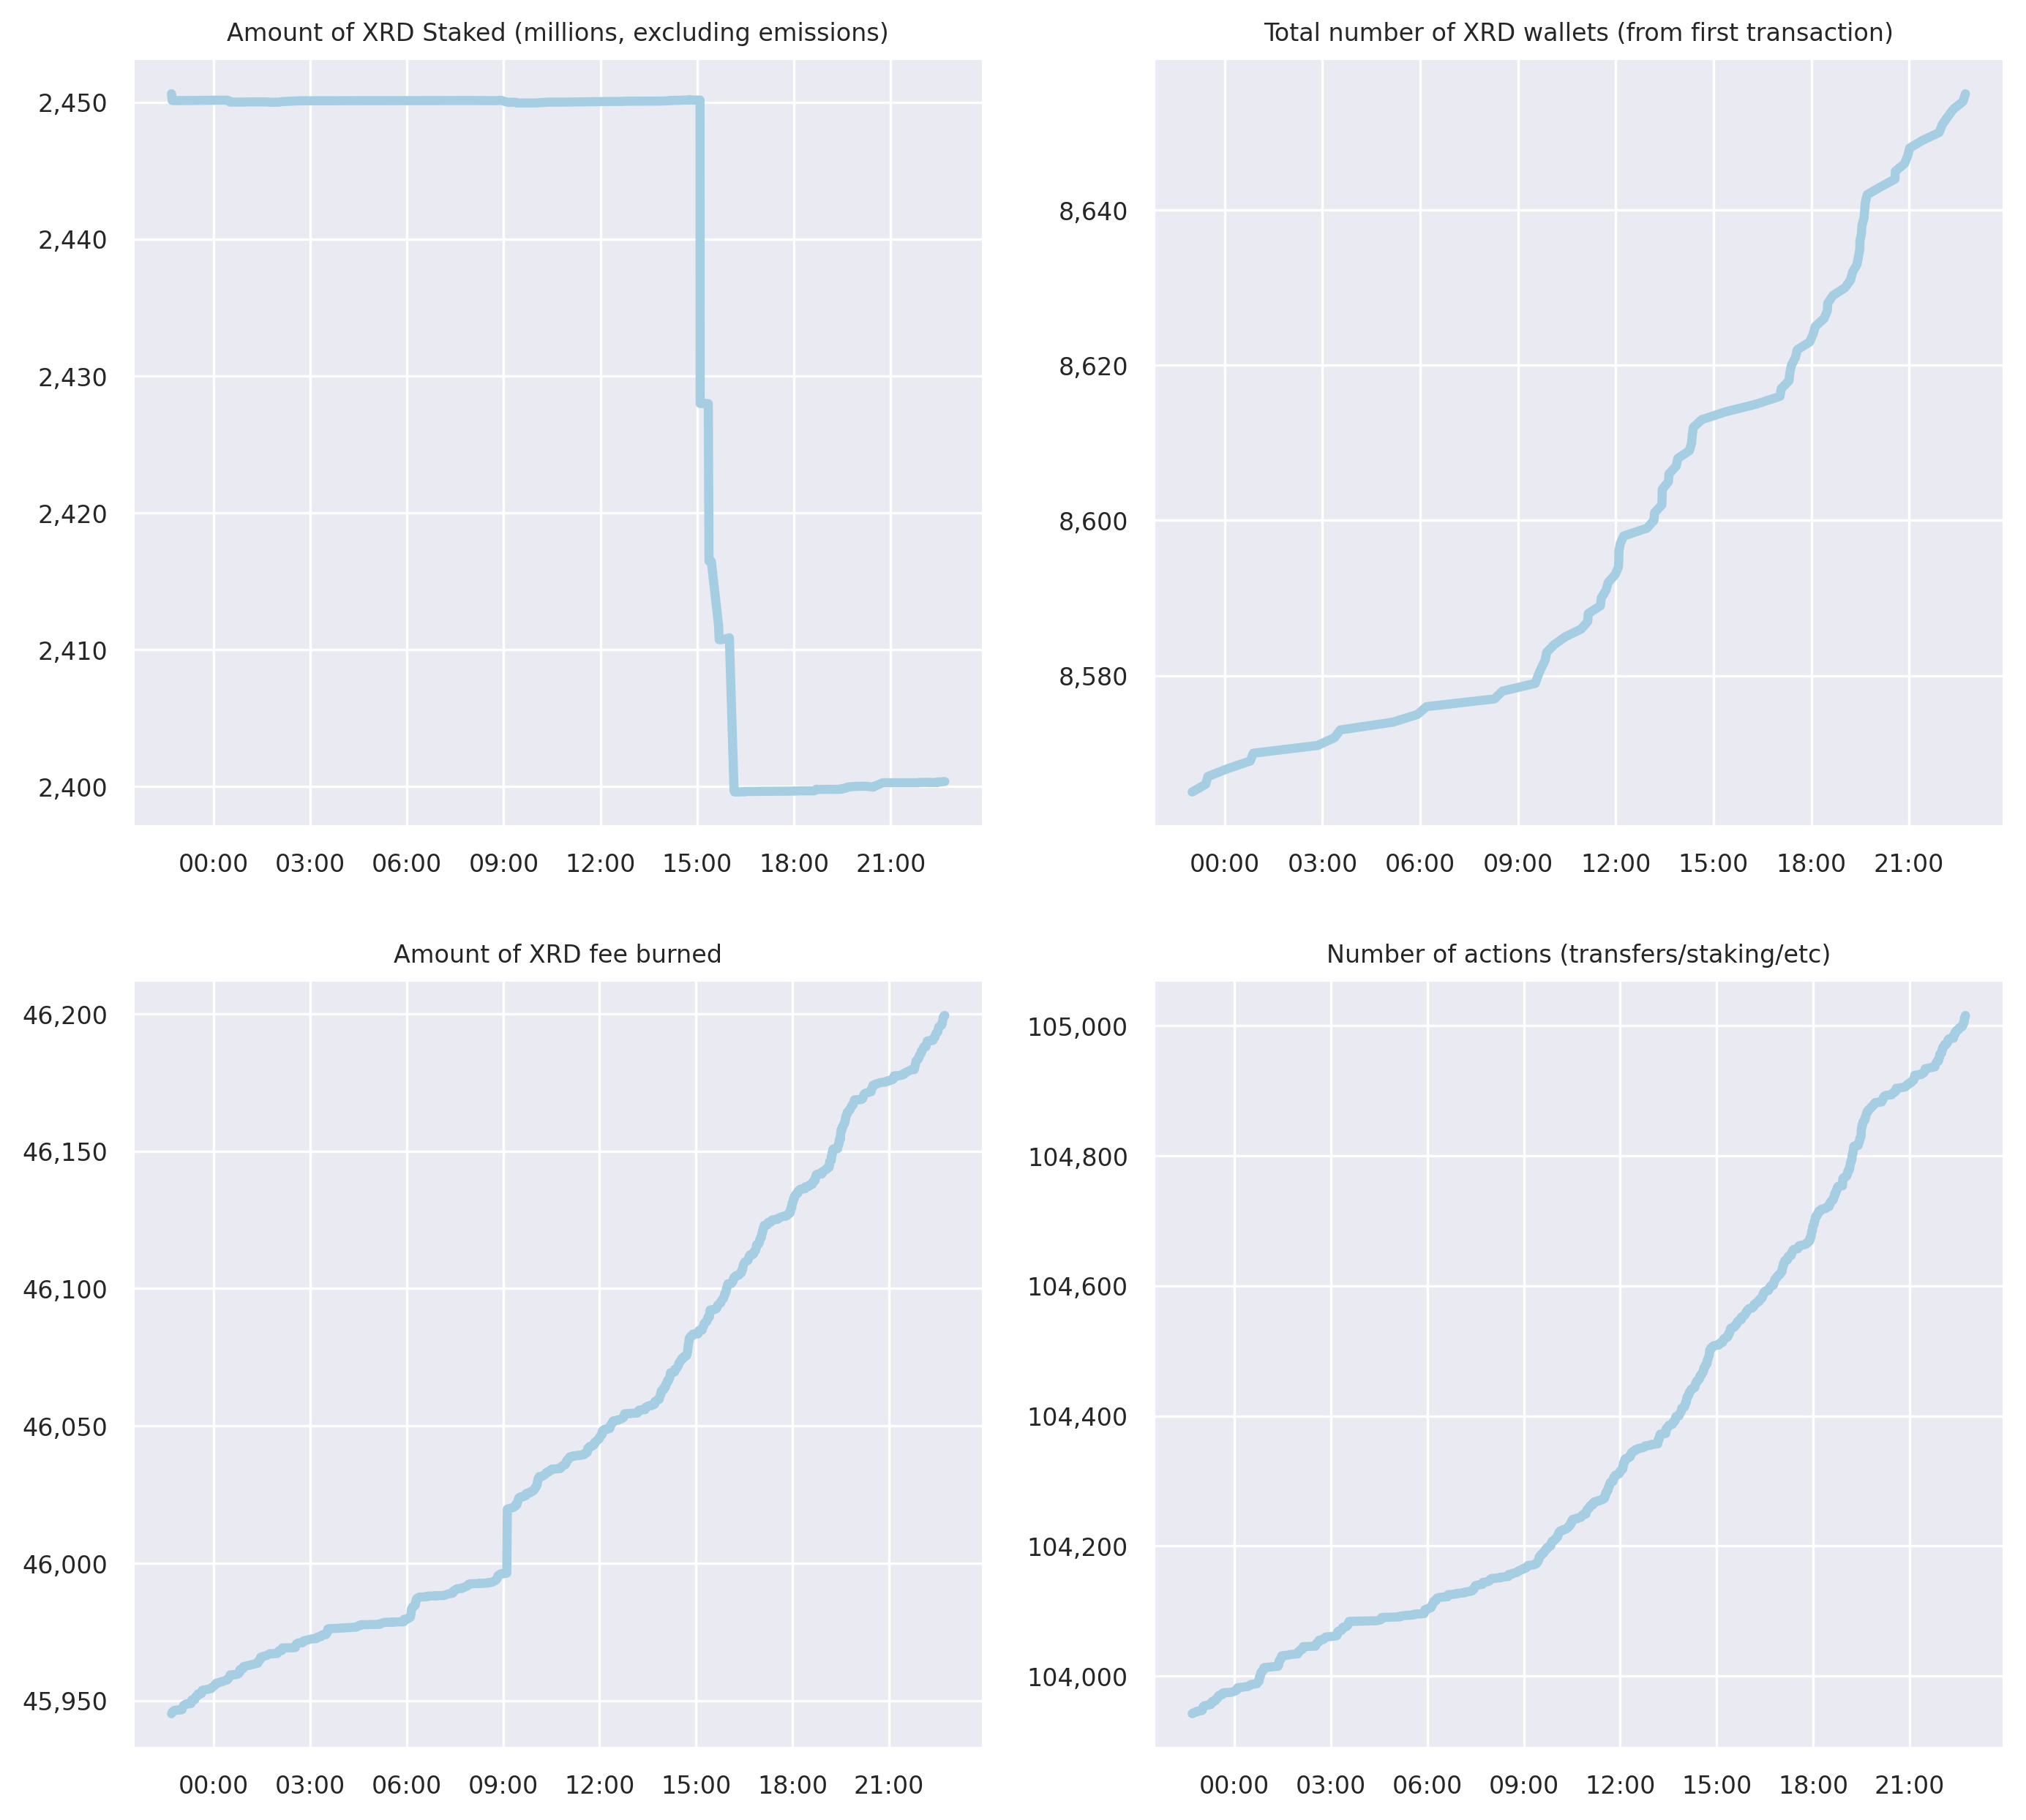 Amount of XRD Staked (millions, excluding emissions)
2,450
2,440
2,430
2,420
2,410
2,400
00:00 03:00 06:00 09:00 12:00 15:00 18:00 21:00
Total number of XRD wallets (from first transaction)
8,640
8,620
8,600
8,580
00:00 03:00 06:00 09:00 12:00 15:00 18:00 21:00
Amount of XRD fee burned
46,200
46,150
46,100
46,050
46,000
45,950
00:00 03:00 06:00 09:00 12:00 15:00 18:00 21:00
Number of actions (transfers/staking/etc)
105,000
104,800
104,600
104,400
104,200
104,000
00:00 03:00 06:00 09:00 12:00 15:00 18:00 21:00